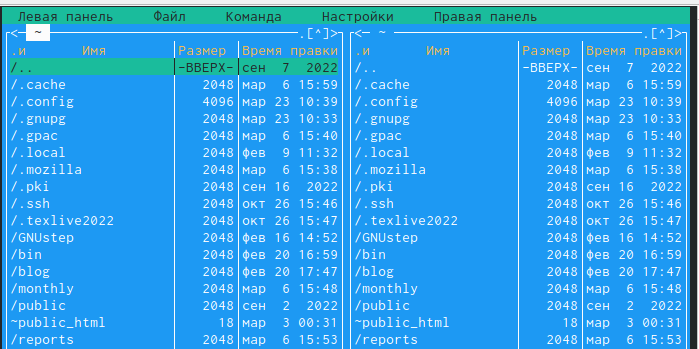 Левая панель Файл Команда Настройки Правая панель
<─ ~ .[^]> <─ ~ .[^]>
.и Имя Размер Время правки .и Имя Размер Время правки
/.. -ВВЕРХ- сен 7 2022 /.. -ВВЕРХ- сен 7 2022
/.cache 2048 мар 6 15:59 /.cache 2048 мар 6 15:59
/.config 4096 мар 23 10:39 /.config 4096 мар 23 10:39
/.gnupg 2048 мар 23 10:33 /.gnupg 2048 мар 23 10:33
/.gpac 2048 мар 6 15:40 /.gpac 2048 мар 6 15:40
/.local 2048 фев 9 11:32 /.local 2048 фев 9 11:32
/.mozilla 2048 мар 6 15:38 /.mozilla 2048 мар 6 15:38
/.pki 2048 сен 16 2022 /.pki 2048 сен 16 2022
/.ssh 2048 окт 26 15:46 /.ssh 2048 окт 26 15:46
/.texlive2022 2048 окт 26 15:47 /.texlive2022 2048 окт 26 15:47
/GNUstep 2048 фев 16 14:52 /GNUstep 2048 фев 16 14:52
/bin 2048 фев 20 16:59 /bin 2048 фев 20 16:59
/blog 2048 фев 20 17:47 /blog 2048 фев 20 17:47
/monthly 2048 мар 6 15:48 /monthly 2048 мар 6 15:48
/public 2048 сен 2 2022 /public 2048 сен 2 2022
~public_html 18 мар 3 00:31 ~public_html 18 мар 3 00:31
/reports 2048 мар 6 15:53 /reports 2048 мар 6 15:53